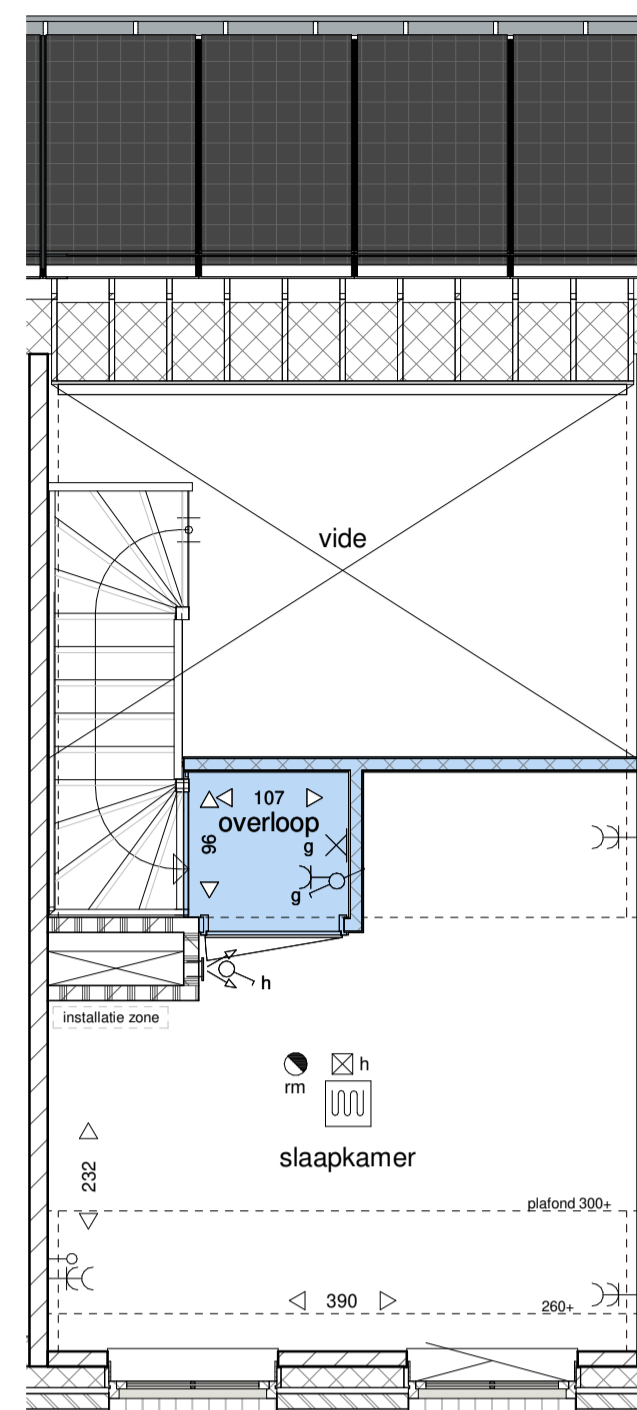 vide
107
overloop
96
g
g
h
installatie zone
h
rm
slaapkamer
232
plafond 300+
390
260+